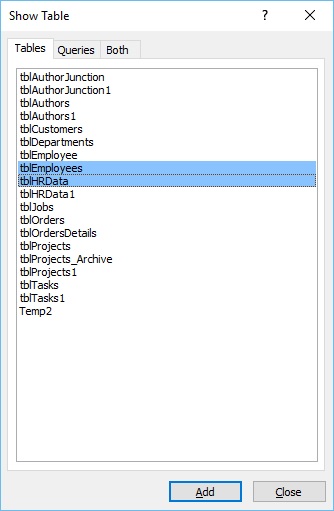 Show Table ? ×
Tables Queries Both
tblAuthorJunction
tblAuthorJunction1
tblAuthors
tblAuthors1
tblCustomers
tblDepartments
tblEmployee
tblEmployees
tblHRData
tblHRData1
tblJobs
tblOrders
tblOrdersDetails
tblProjects
tblProjects_Archive
tblProjects1
tblTasks
tblTasks1
Temp2
Add Close